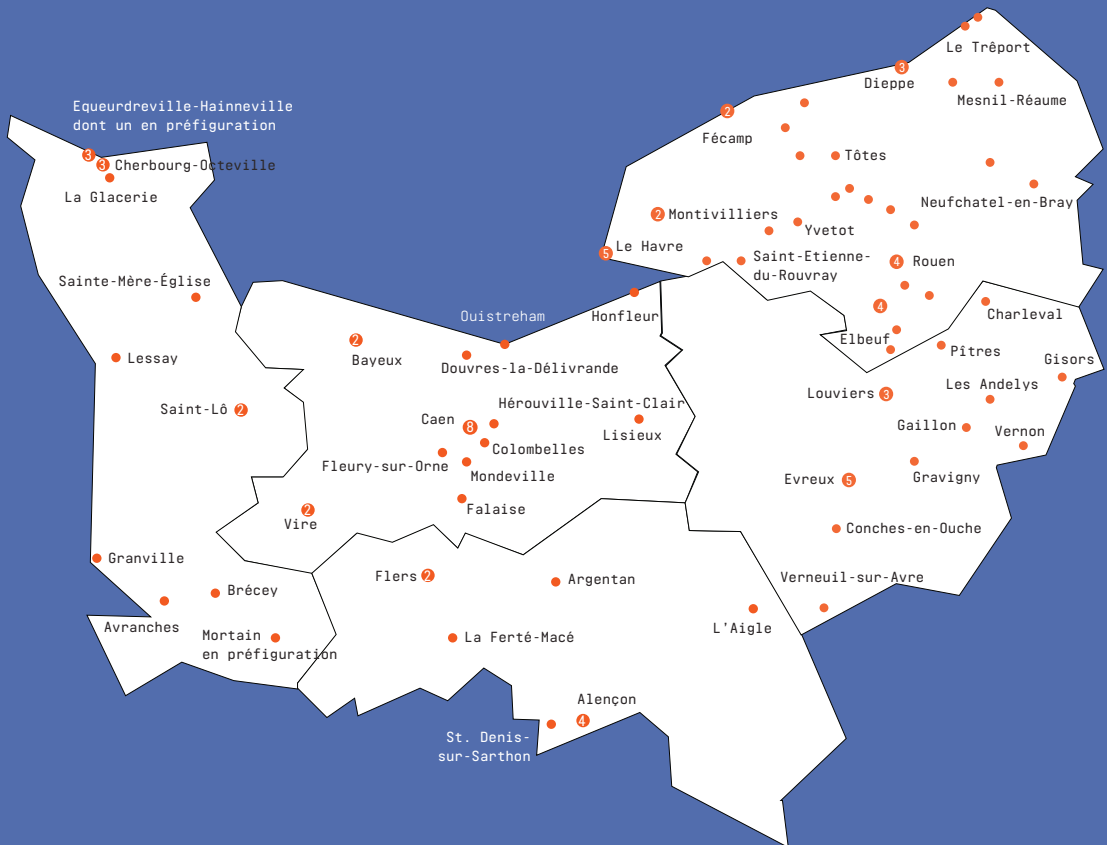 Le Trêport
3
Dieppe
Mesnil-Réaume
Equeurdreville-Hainneville
dont un en préfiguration
2
Fécamp
3
3
Cherbourg-Octeville
Tôtes
La Glacerie
Neufchatel-en-Bray
2
Montivilliers
Yvetot
5
Le Havre
Saint-Etienne-
du-Rouvray
4
Rouen
Sainte-Mère-Église
4
Honfleur
Ouistreham
Charleval
Elbeuf
2
Bayeux
Pîtres
Gisors
Lessay
Douvres-la-Délivrande
Les Andelys
Louviers
3
Saint-Lô
2
Hérouville-Saint-Clair
Caen
8
Lisieux
Gaillon
Vernon
Colombelles
Fleury-sur-Orne
Mondeville
Evreux
5
Gravigny
Falaise
2
Vire
Conches-en-Ouche
Granville
Flers
2
Argentan
Verneuil-sur-Avre
Brécey
Avranches
Mortain
en préfiguration
La Ferté-Macé
L'Aigle
Alençon
4
St. Denis-
sur-Sarthon